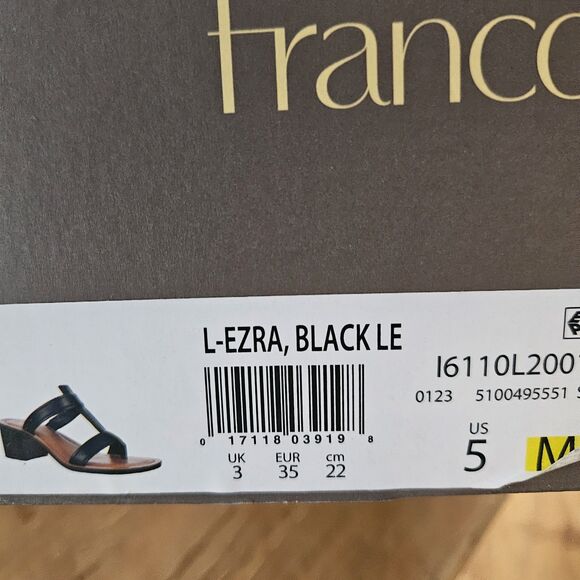 franco
L-EZRA, BLACK LE
I6110L2001
0123 5100495551 S
0 17118 03919 8
UK EUR cm
3 35 22
US
5 M